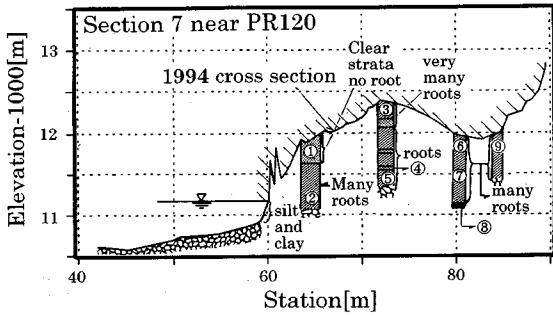 Section 7 near PR120
1994 cross section
Clear
strata
no root
very
many
roots
① 
③
⑥
⑨
roots
④
⑦
⑤
②
Many
roots
many
roots
silt
and
clay
⑧
13
12
11
40
60
80
Elevation-1000[m]
Station[m]